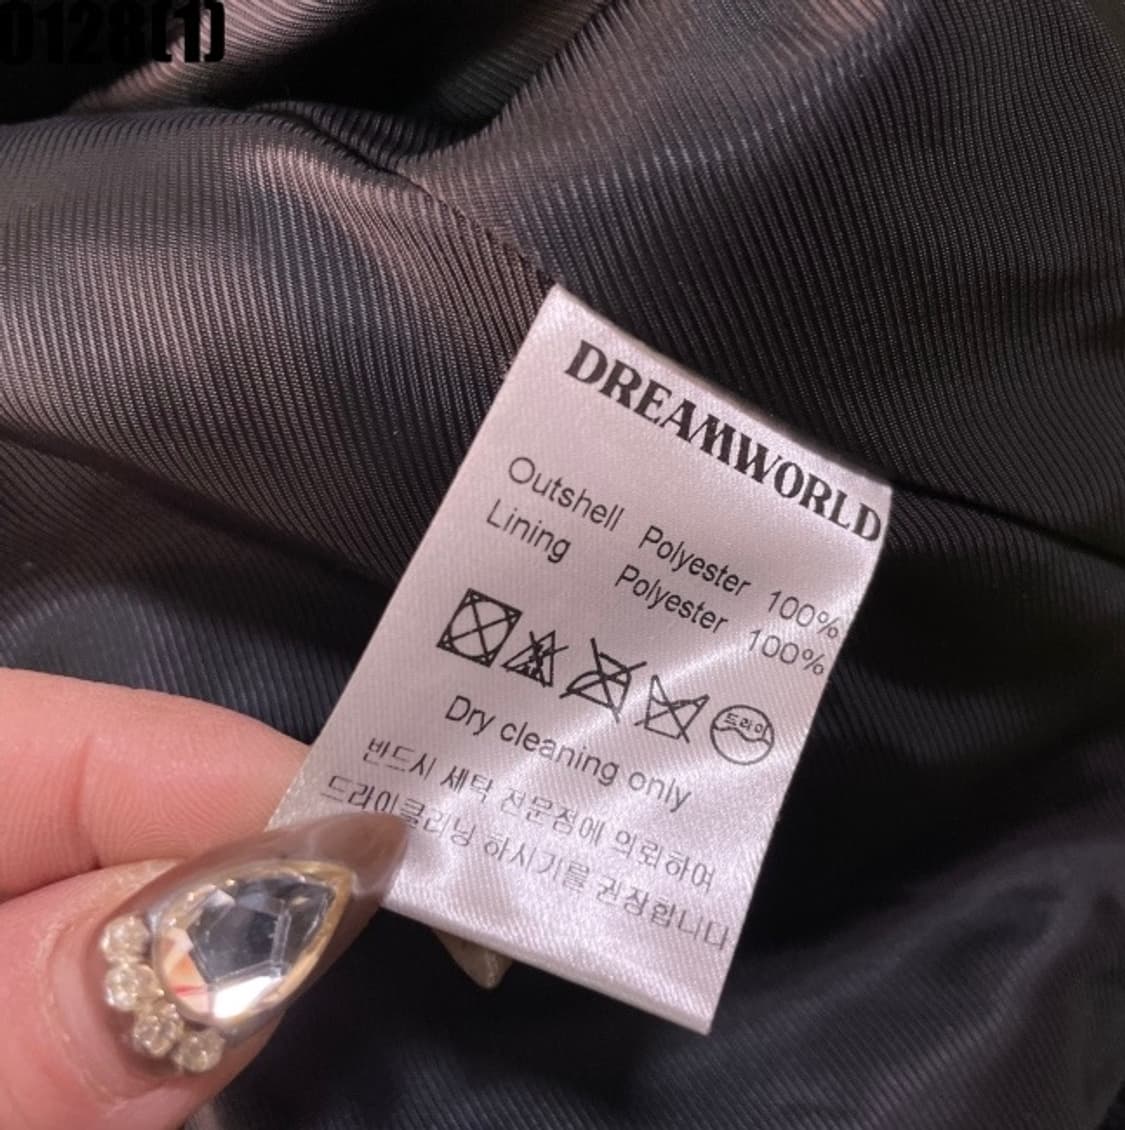 0128(1)
DREAMWORLD
Outshell Polyester 100%
Lining Polyester 100%
드라이
Dry cleaning only
반드시 세탁 전문점에 의뢰하여
드라이클리닝 하시기를 권장합니다